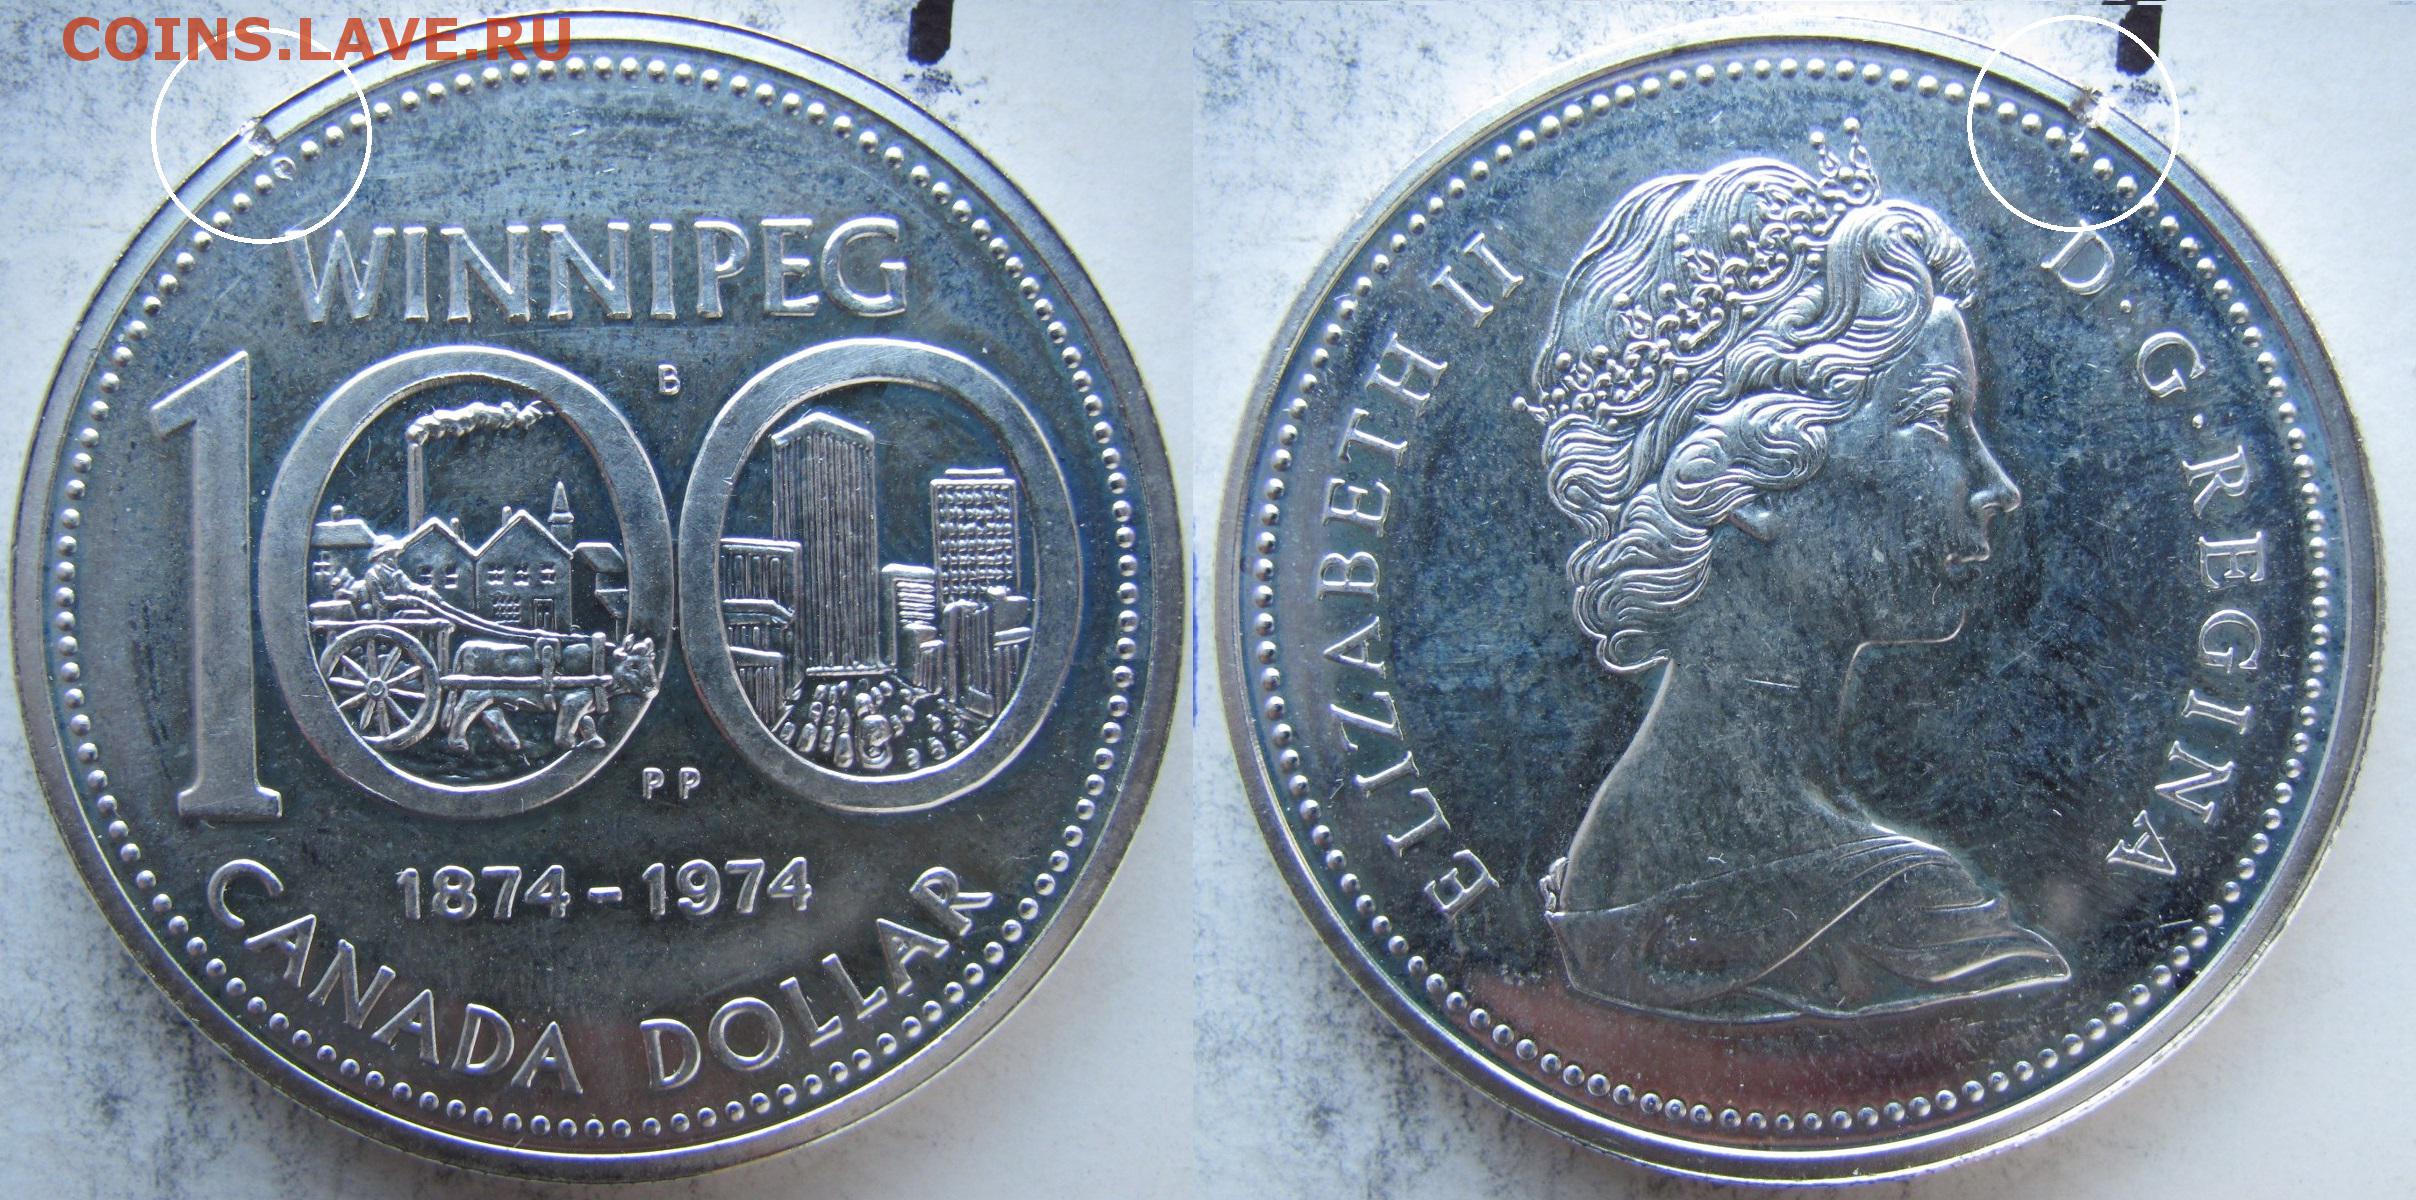 COINS.LAVE.RU
WINNIPEG
100
B
PP
1874-1974
CANADA DOLLAR
ELIZABETH II D.G.REGINA